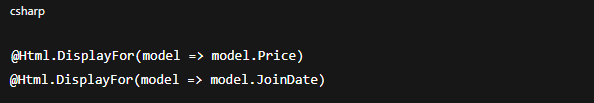 csharp
@Html.DisplayFor(model => model.Price)
@Html.DisplayFor(model => model.JoinDate)